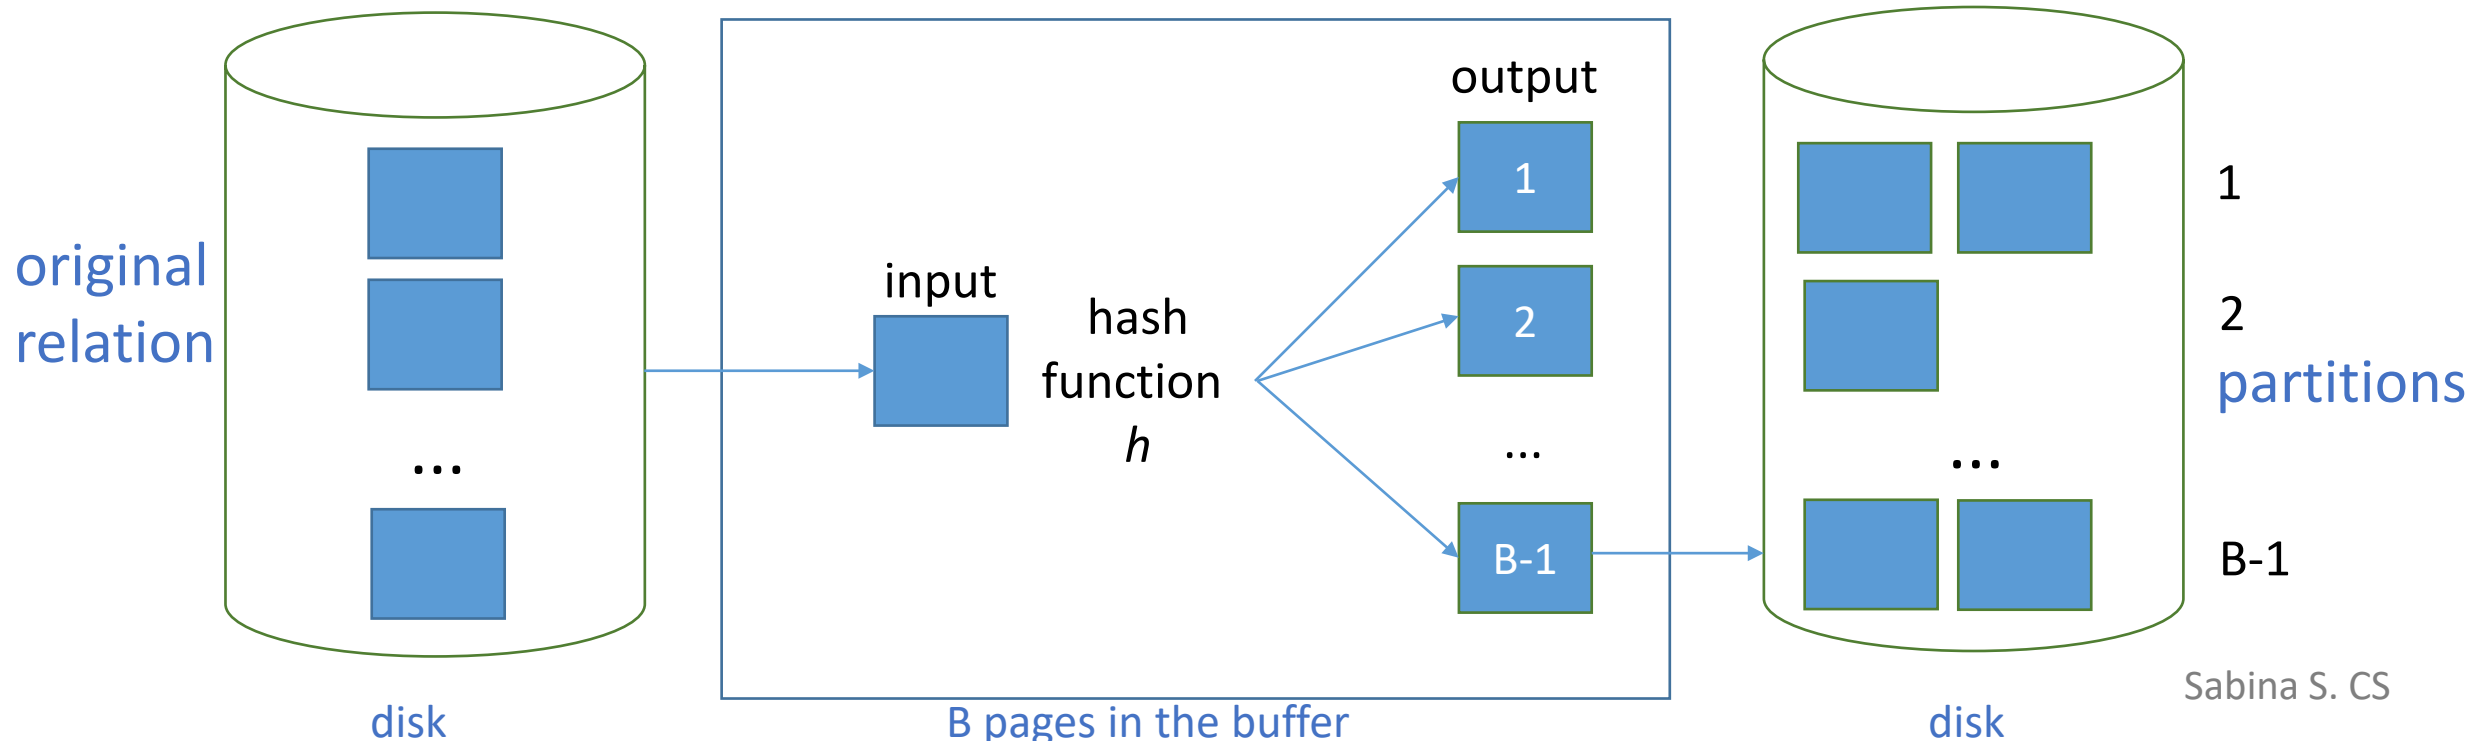 original
relation
...
disk
input
hash
function
h
output
1
2
...
B-1
B pages in the buffer
...
disk
1
2
partitions
B-1
Sabina S. CS